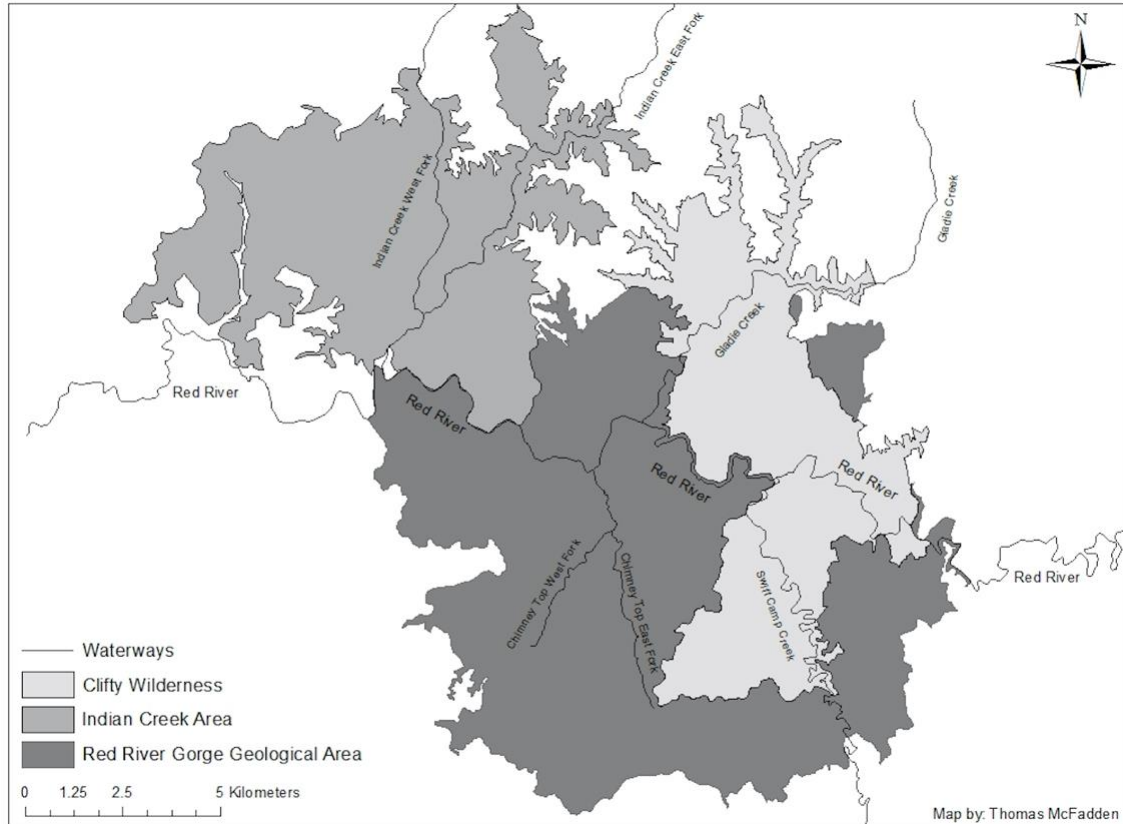 N
Indian Creek East Fork
Indian Creek West Fork
Gladie Creek
Gladie Creek
Red River
Red River
Red River
Red River
Red River
Chimney Top West Fork
Chimney Top East Fork
Swift Camp Creek
Waterways
Clifty Wilderness
Indian Creek Area
Red River Gorge Geological Area
0 1.25 2.5 5 Kilometers
Map by: Thomas McFadden